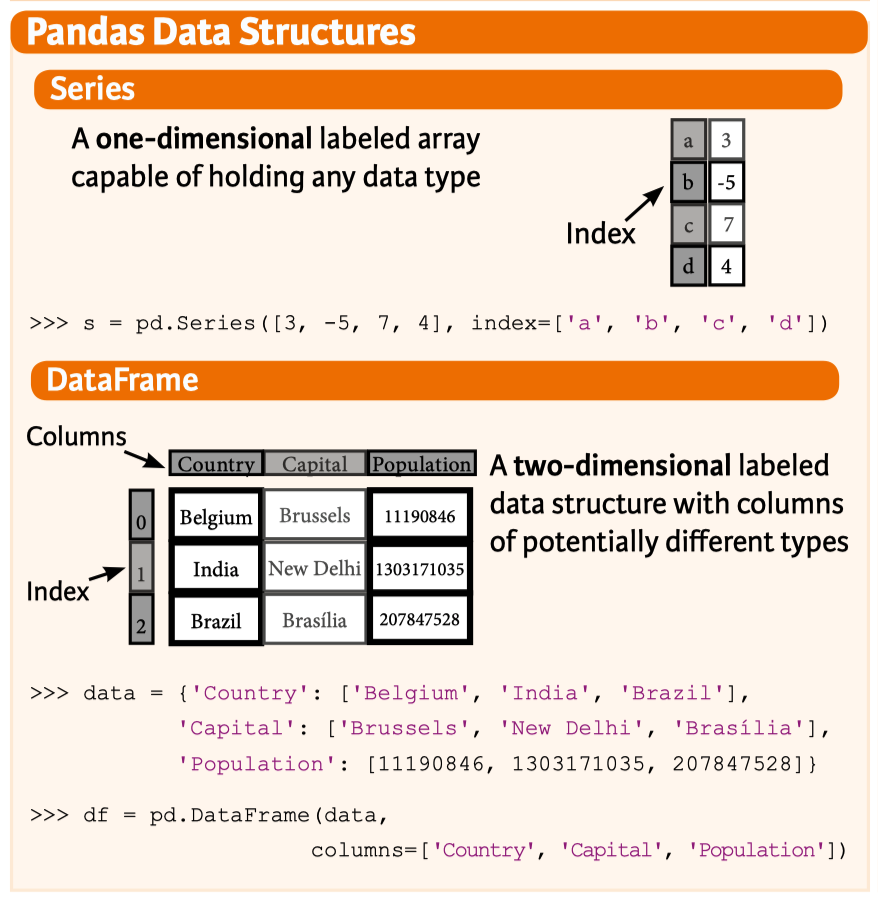 Pandas Data Structures
Series
A one-dimensional labeled array
capable of holding any data type
a 3
b -5
Index
c 7
d 4
>>> s = pd.Series([3, -5, 7, 4], index=['a', 'b', 'c', 'd'])
DataFrame
Columns
Country Capital Population
0 Belgium Brussels 11190846
1 India New Delhi 1303171035
Index
2 Brazil Brasília 207847528
A two-dimensional labeled
data structure with columns
of potentially different types
>>> data = {'Country': ['Belgium', 'India', 'Brazil'],
'Capital': ['Brussels', 'New Delhi', 'Brasília'],
'Population': [11190846, 1303171035, 207847528]}
>>> df = pd.DataFrame(data,
columns=['Country', 'Capital', 'Population'])